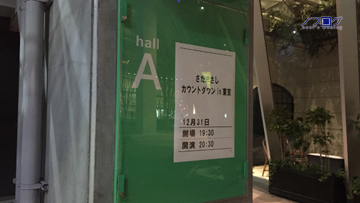 hall
A
さだまさし
カウントダウン in 東京
12月31日
開場 19:30
開演 20:30